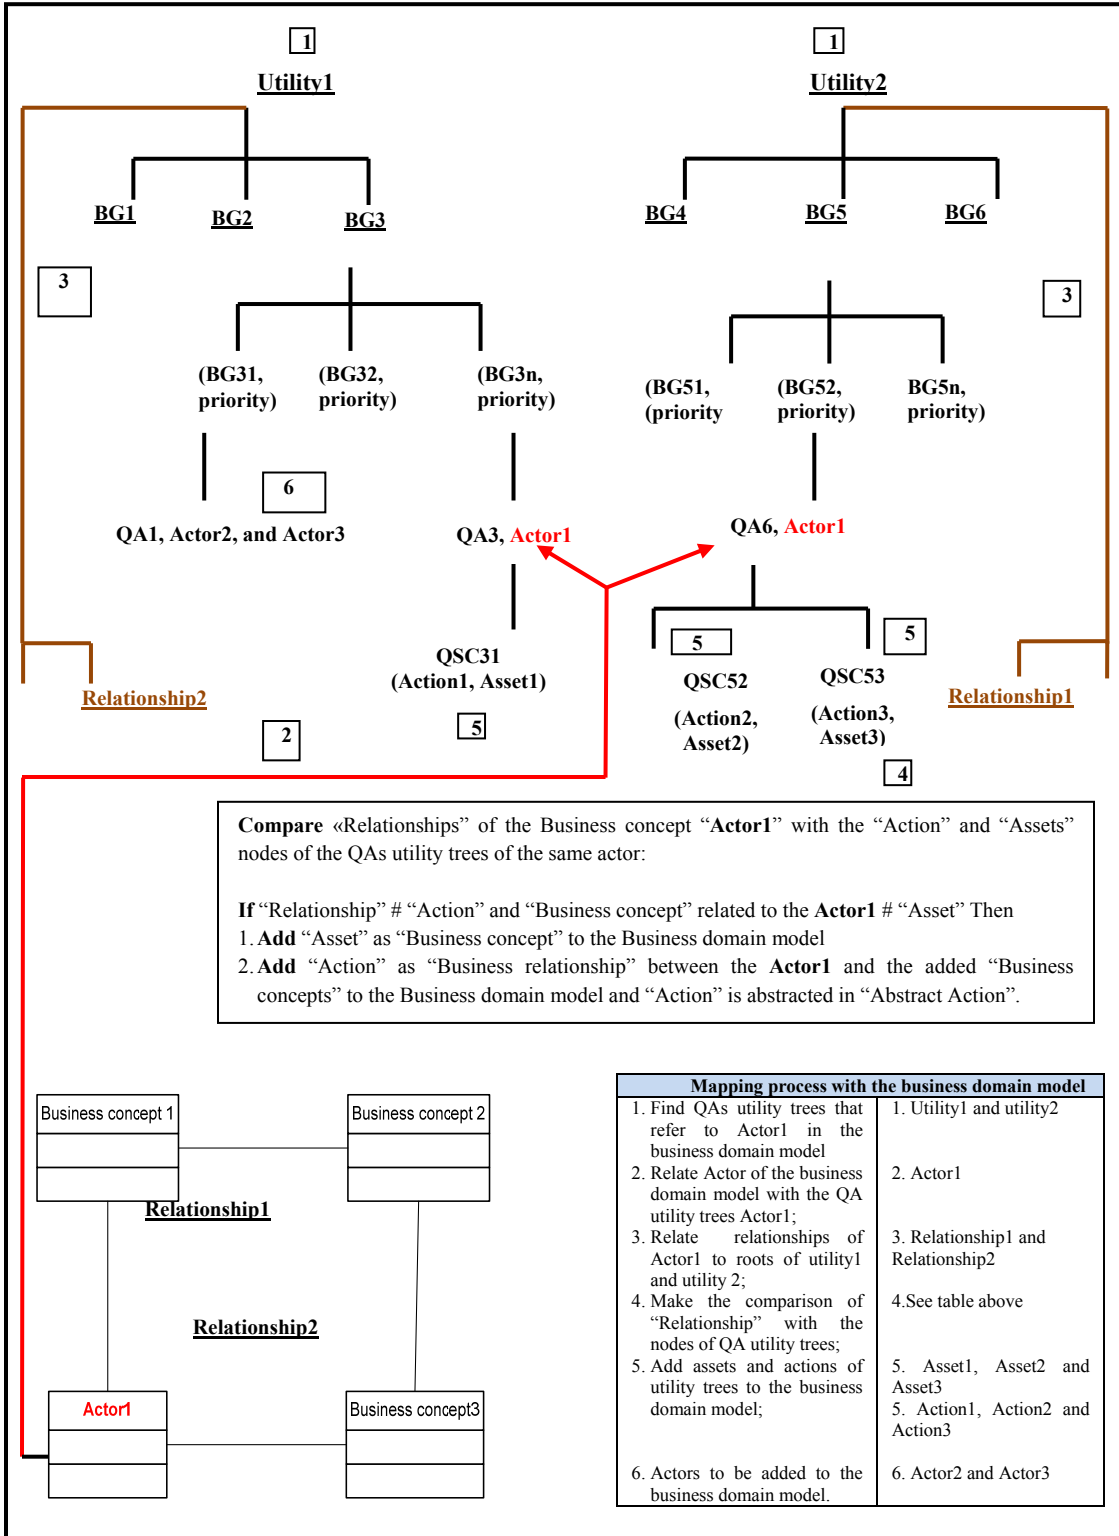 1 1
Utility1 Utility2
BG1 BG2 BG3 BG4 BG5 BG6
3 3
(BG31, priority)
(BG32, priority)
(BG3n, priority)
(BG51, (priority
(BG52, priority)
BG5n, priority)
6
QA1, Actor2, and Actor3
QA3, Actor1
QA6, Actor1
5 5
QSC31
(Action1, Asset1)
QSC52
(Action2,
Asset2)
QSC53
(Action3,
Asset3)
Relationship2
Relationship1
2
5
4
Compare «Relationships” of the Business concept “Actor1” with the “Action” and “Assets”
nodes of the QAs utility trees of the same actor:
If “Relationship” # “Action” and “Business concept” related to the Actor1 # “Asset” Then
1. Add “Asset” as “Business concept” to the Business domain model
2. Add “Action” as “Business relationship” between the Actor1 and the added “Business
concepts” to the Business domain model and “Action” is abstracted in “Abstract Action”.
Business concept 1
Business concept 2
Relationship1
Relationship2
Actor1
Business concept3
Mapping process with the business domain model
1. Find QAs utility trees that
refer to Actor1 in the
business domain model
1. Utility1 and utility2
2. Relate Actor of the business
domain model with the QA
utility trees Actor1;
2. Actor1
3. Relate relationships of
Actor1 to roots of utility1
and utility 2;
3. Relationship1 and
Relationship2
4. Make the comparison of
“Relationship” with the
nodes of QA utility trees;
4.See table above
5. Add assets and actions of
utility trees to the business
domain model;
5. Asset1, Asset2 and
Asset3
5. Action1, Action2 and
Action3
6. Actors to be added to the
business domain model.
6. Actor2 and Actor3